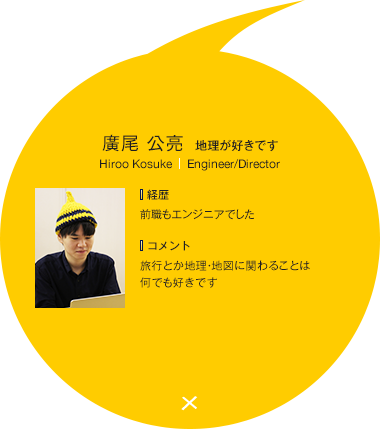 廣尾 公亮 地理が好きです
Hiroo Kosuke | Engineer/Director
経歴
前職もエンジニアでした
コメント
旅行とか地理・地図に関わることは
何でも好きです